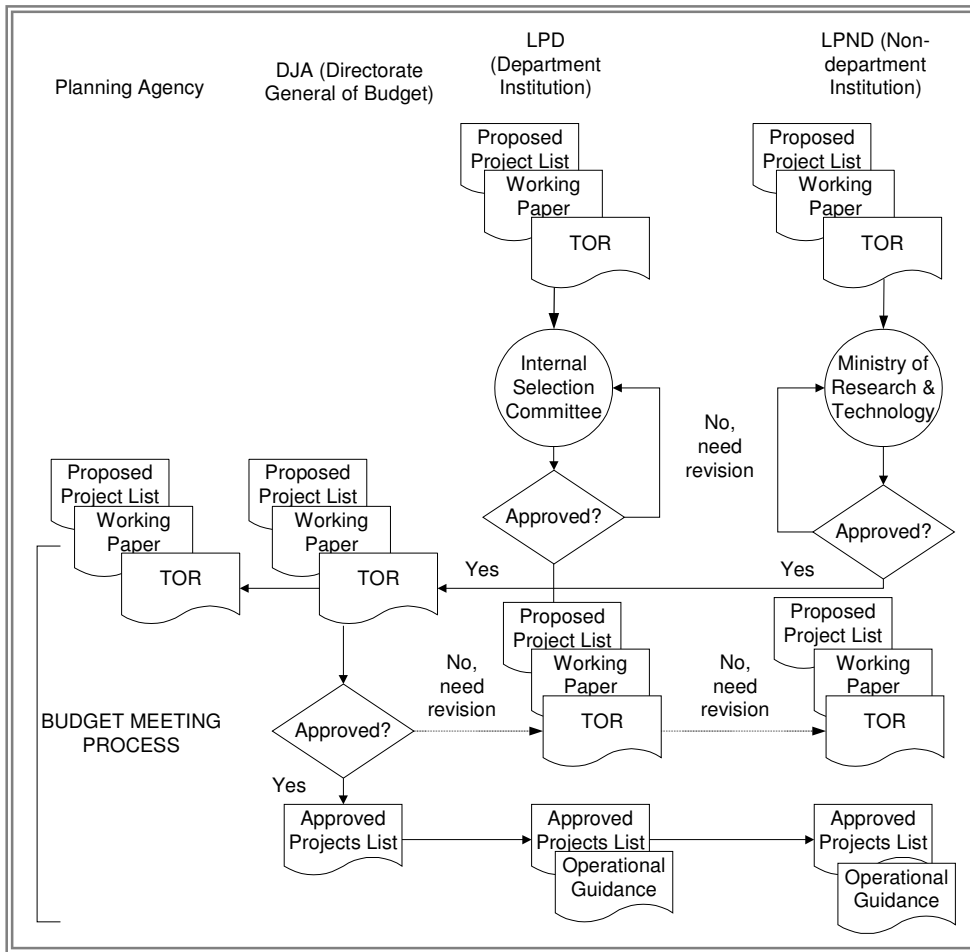 Planning Agency
DJA (Directorate
General of Budget)
LPD
(Department
Institution)
LPND (Non-
department
Institution)
Proposed
Project List
Working
Paper
TOR
Proposed
Project List
Working
Paper
TOR
Internal
Selection
Committee
Ministry of
Research &
Technology
No,
need
revision
Approved?
Approved?
Proposed
Project List
Working
Paper
TOR
Proposed
Project List
Working
Paper
TOR
Yes
Yes
Proposed
Project List
Working
Paper
TOR
Proposed
Project List
Working
Paper
TOR
No,
need
revision
No,
need
revision
BUDGET MEETING
PROCESS
Approved?
Yes
Approved
Projects List
Approved
Projects List
Operational
Guidance
Approved
Projects List
Operational
Guidance